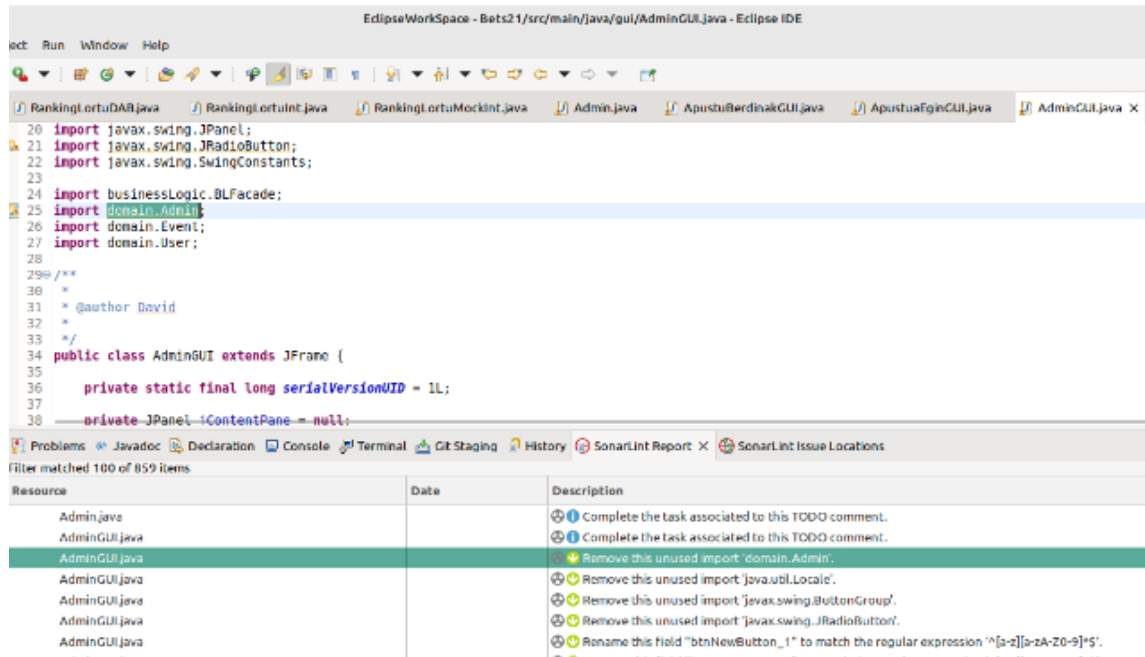 EclipseWorkSpace - Bets21/src/main/java/gui/AdminGUI.java - Eclipse IDE
ect Run Window Help
RankingLortuDAB.java RankingLortuInt.java RankingLortuMockInt.java Admin.java ApustuBerdinakGUI.java ApustuaEginGUI.java AdminGUI.java X
20 import javax.swing.JPanel;
21 import javax.swing.JRadioButton;
22 import javax.swing.SwingConstants;
23
24 import businessLogic.BLFacade;
25 import domain.Admin;
26 import domain.Event;
27 import domain.User;
28
29 /**
30 *
31 * @author David
32 *
33 */
34 public class AdminGUI extends JFrame {
35
36 private static final long serialVersionUID = 1L;
37
38 private JPanel jContentPane = null;
Problems Javadoc Declaration Console Terminal Git Staging History SonarLint Report X SonarLint Issue Locations
Filter matched 100 of 859 items
Resource Date Description
Admin.java Complete the task associated to this TODO comment.
AdminGUI.java Complete the task associated to this TODO comment.
AdminGUI.java Remove this unused import 'domain.Admin'.
AdminGUI.java Remove this unused import 'java.util.Locale'.
AdminGUI.java Remove this unused import 'javax.swing.ButtonGroup'.
AdminGUI.java Remove this unused import 'javax.swing.JRadioButton'.
AdminGUI.java Rename this field "btnNewButton_1" to match the regular expression '^[a-z][a-zA-Z0-9]*$'.